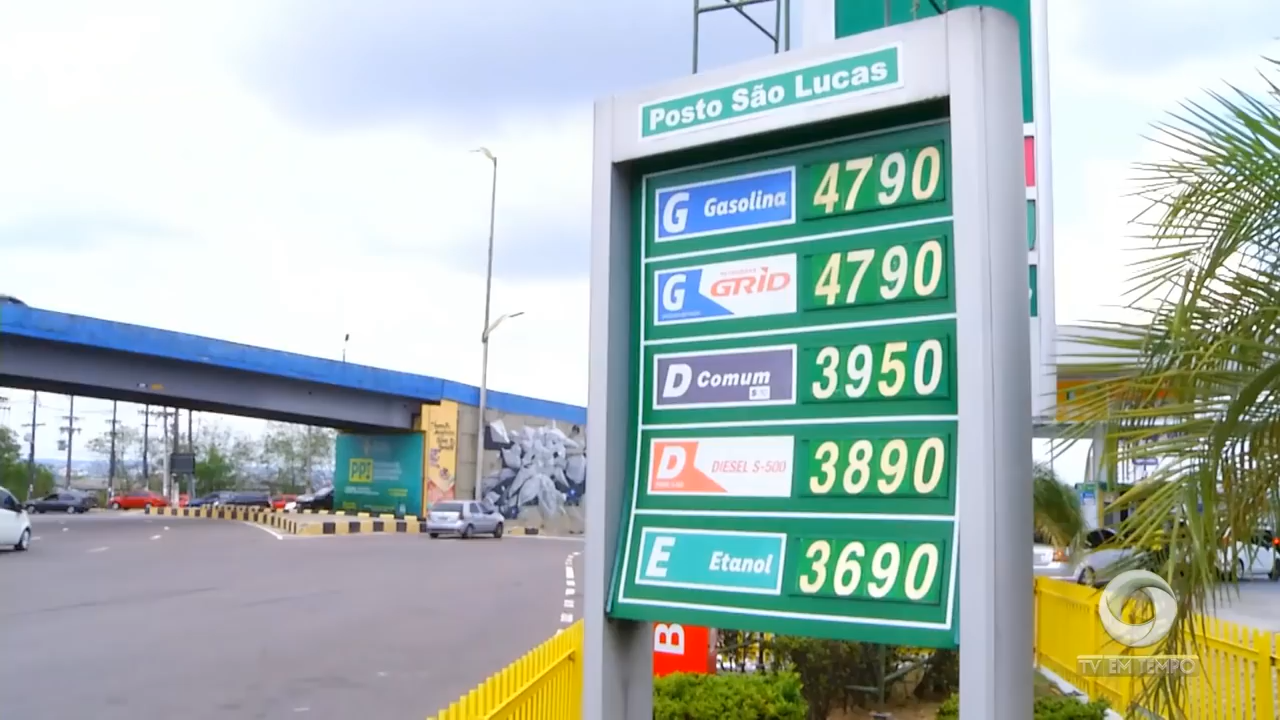 Posto São Lucas
G Gasolina 4790
G GRID 4790
D Comum 3950
D DIESEL S-500 3890
E Etanol 3690
PPI
B
TV EM TEMPO